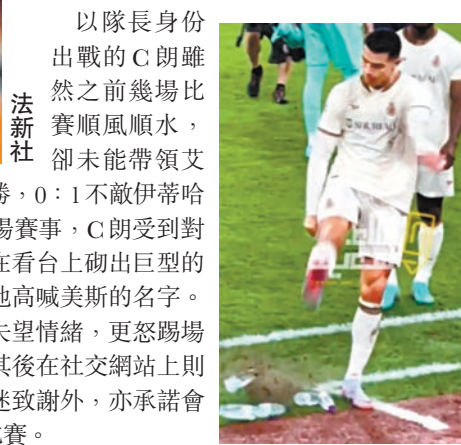 以隊長身份
出戰的C朗雖
然之前幾場比
賽順風順水，
卻未能帶領艾
勝，0：1不敵伊蒂哈
場賽事，C朗受到對
在看台上砌出巨型的
他高喊美斯的名字。
失望情緒，更怒踢場
其後在社交網站上則
迷致謝外，亦承諾會
賽。
法新社